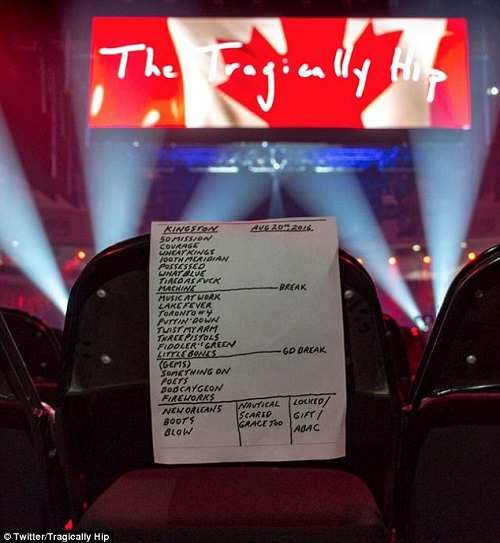 The Tragically Hip
KINGSTON AUG 20TH 2016
50 MISSION
COURAGE
WHEAT KINGS
100TH MERIDIAN
POSSESSED
WHAT BLUE
TIRED AS FUCK
MACHINE BREAK
MUSIC AT WORK
LAKE FEVER
TORONTO #4
PUTTIN' DOWN
TWIST MY ARM
THREE PISTOLS
FIDDLER'S GREEN
LITTLE BONES GD BREAK
(GEMS)
SOMETHING ON
POETS
BOBCAYGEON
FIREWORKS
NEW ORLEANS
BOOTS
BLOW
NAUTICAL
SCARED
GRACE TOO
LOCKED/
GIFT/
ABAC
© Twitter/Tragically Hip